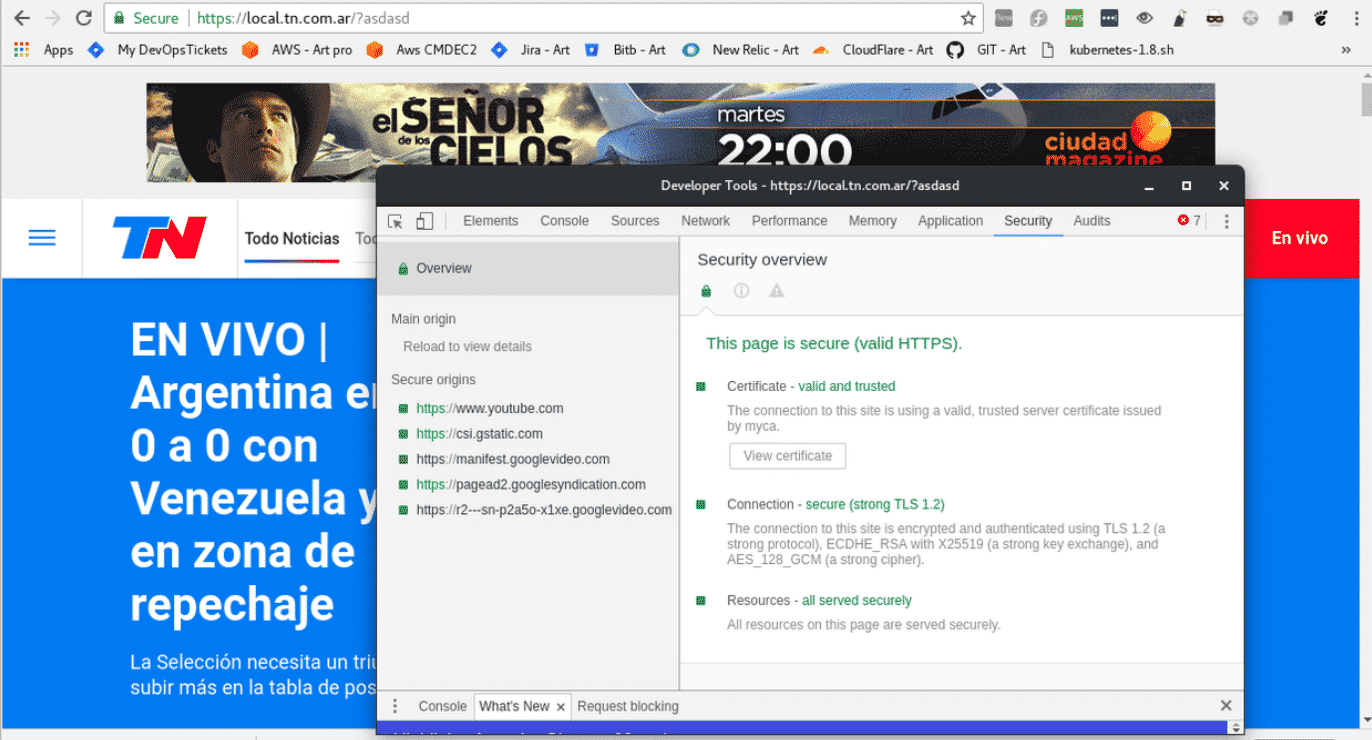 Secure https://local.tn.com.ar/?asdasd
Apps My DevOpsTickets AWS - Art pro Aws CMDEC2 Jira - Art Bitb - Art New Relic - Art CloudFlare - Art GIT - Art kubernetes-1.8.sh »
el SEÑOR
de los
CIELOS
martes
22:00
ciudad
magazine
TN
Todo Noticias
En vivo
EN VIVO |
Argentina
0 a 0 con
Venezuela y
en zona de
repechaje
La Selección necesita un
subir más en la tabla de
Developer Tools - https://local.tn.com.ar/?asdasd
Elements Console Sources Network Performance Memory Application Security Audits 7
Overview
Main origin
Reload to view details
Secure origins
https://www.youtube.com
https://csi.gstatic.com
https://manifest.googlevideo.com
https://pagead2.googlesyndication.com
https://r2---sn-p2a5o-x1xe.googlevideo.com
Security overview
This page is secure (valid HTTPS).
Certificate - valid and trusted
The connection to this site is using a valid, trusted server certificate issued
by myca.
View certificate
Connection - secure (strong TLS 1.2)
The connection to this site is encrypted and authenticated using TLS 1.2 (a
strong protocol), ECDHE_RSA with X25519 (a strong key exchange), and
AES_128_GCM (a strong cipher).
Resources - all served securely
All resources on this page are served securely.
Console What's New Request blocking